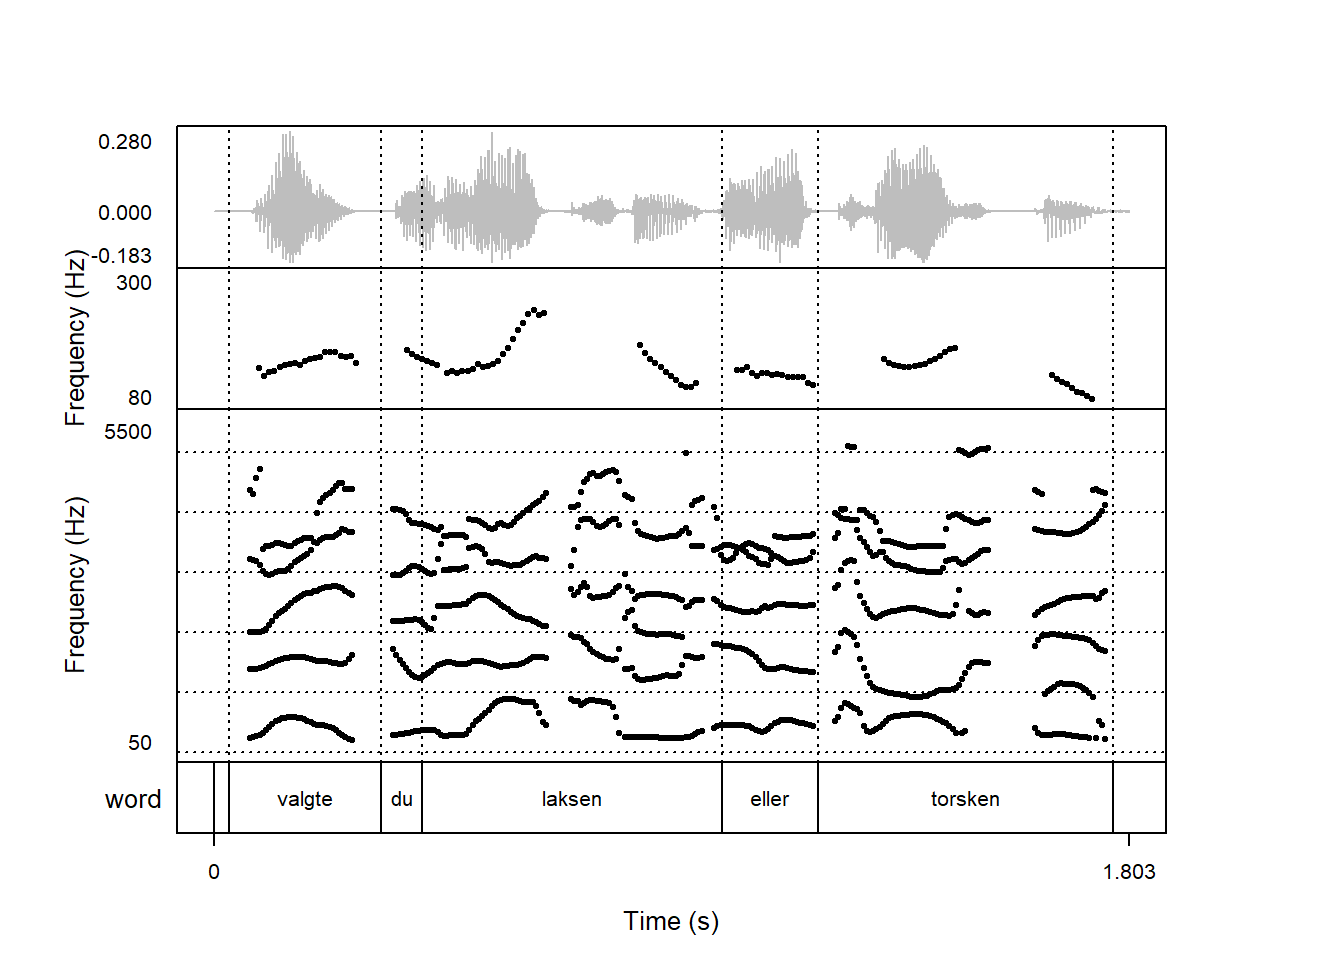 0.280
0.000
-0.183
Frequency (Hz)
300
80
Frequency (Hz)
5500
50
word
valgte du laksen eller torsken
0 1.803
Time (s)